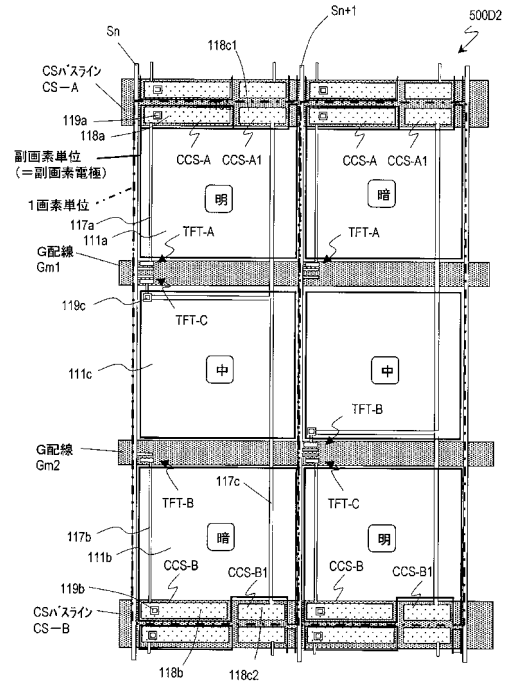 Sn
Sn+1
500D2
118c1
CSバスライン
CS－A
119a
118a
CCS-A
CCS-A1
CCS-A
CCS-A1
副画素単位
(＝副画素電極)
1画素単位
明
暗
117a
111a
TFT-A
G配線
Gm1
119c
TFT-C
111c
中
中
TFT-B
G配線
Gm2
TFT-B
117c
TFT-C
117b
111b
暗
明
CCS-B
CCS-B1
CCS-B
CCS-B1
119b
CSバスライン
CS－B
118b
118c2